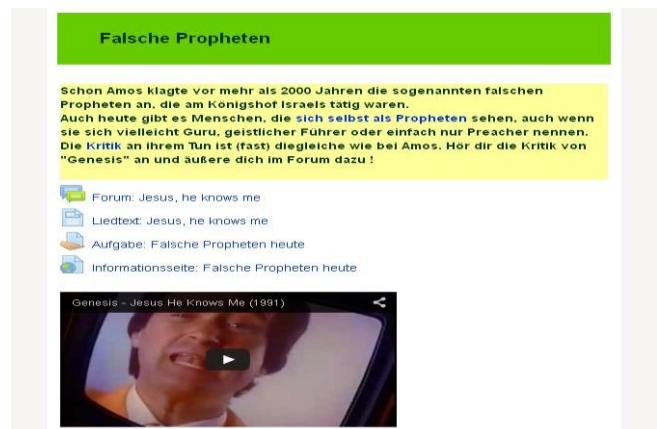 Falsche Propheten
Schon Amos klagte vor mehr als 2000 Jahren die sogenannten falschen
Propheten an, die am Königshof Israels tätig waren.
Auch heute gibt es Menschen, die sich selbst als Propheten sehen, auch wenn
sie sich vielleicht Guru, geistlicher Führer oder einfach nur Preacher nennen.
Die Kritik an ihrem Tun ist (fast) diegleiche wie bei Amos. Hör dir die Kritik von
"Genesis" an und äußere dich im Forum dazu !
Forum: Jesus, he knows me
Liedtext: Jesus, he knows me
Aufgabe: Falsche Propheten heute
Informationsseite: Falsche Propheten heute
Genesis - Jesus He Knows Me (1991)